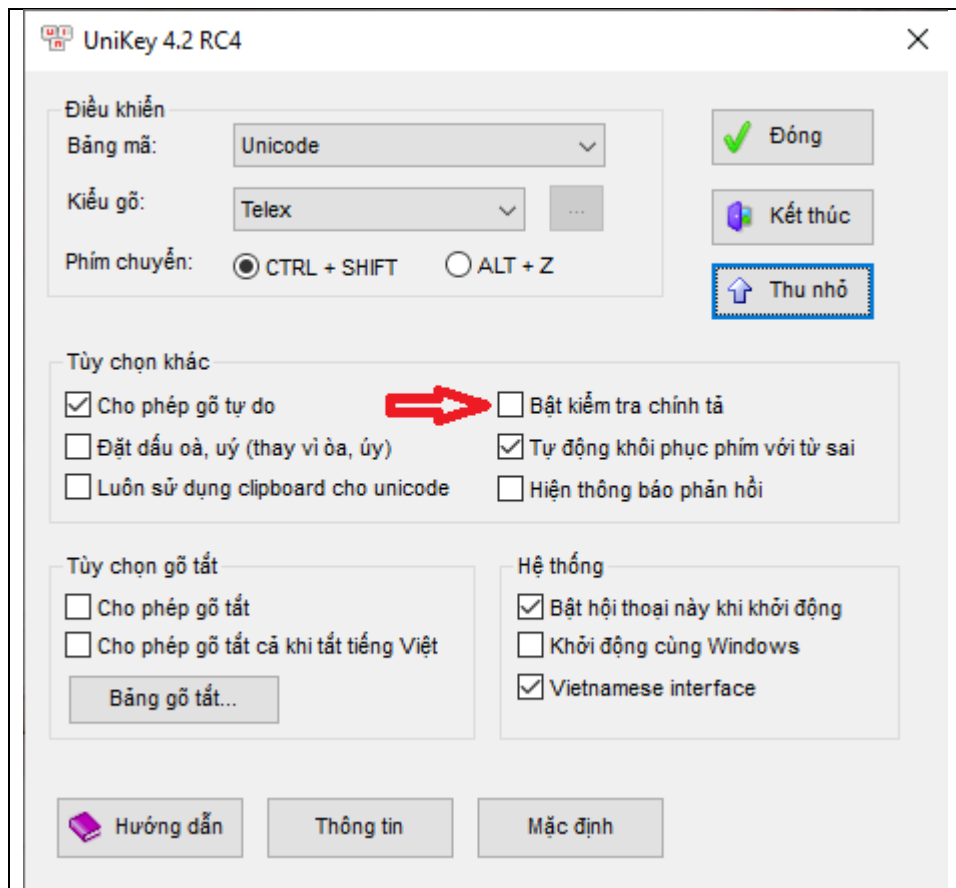 UniKey 4.2 RC4
Điều khiển
Bảng mã: Unicode
Đóng
Kiểu gõ: Telex ...
Kết thúc
Phím chuyển: CTRL + SHIFT ALT + Z
Thu nhỏ
Tùy chọn khác
Cho phép gõ tự do
Bật kiểm tra chính tả
Đặt dấu oà, uý (thay vì òa, úy)
Tự động khôi phục phím với từ sai
Luôn sử dụng clipboard cho unicode
Hiện thông báo phản hồi
Tùy chọn gõ tắt
Cho phép gõ tắt
Cho phép gõ tắt cả khi tắt tiếng Việt
Bảng gõ tắt...
Hệ thống
Bật hội thoại này khi khởi động
Khởi động cùng Windows
Vietnamese interface
Hướng dẫn
Thông tin
Mặc định